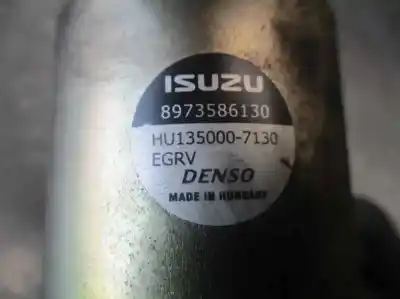 ISUZU
8973586130
HU135000-7130
EGRV
DENSO
MADE IN HUNGARY